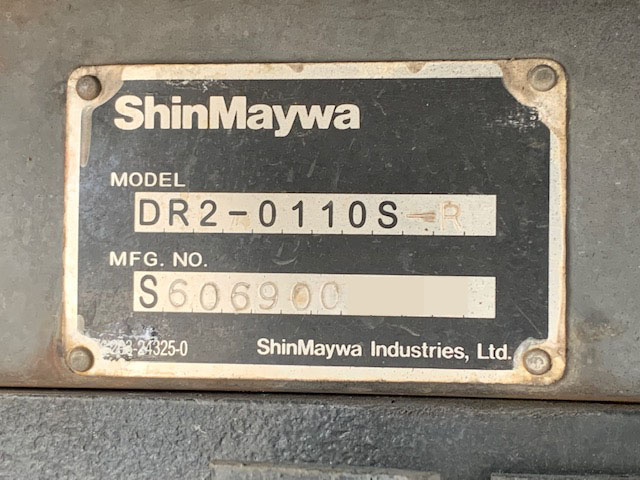 ShinMaywa
MODEL
DR2-0110S-R
MFG. NO.
S606900
ShinMaywa Industries, Ltd.